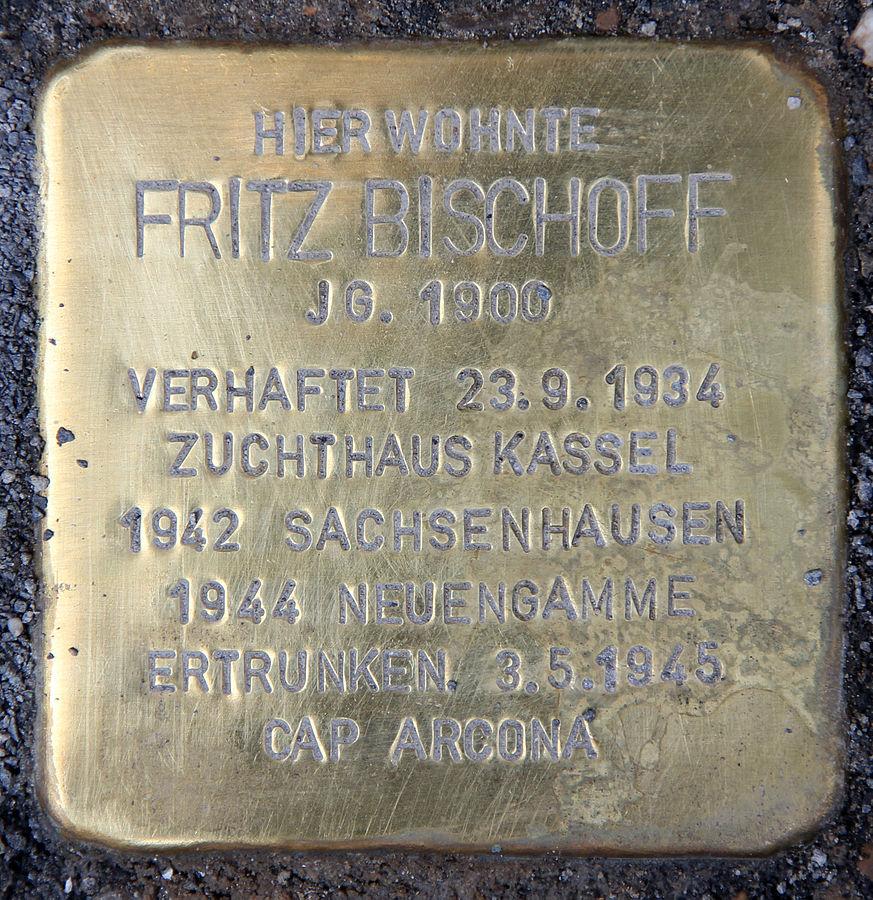 HIER WOHNTE
FRITZ BISCHOFF
JG. 1900
VERHAFTET 23.9.1934
ZUCHTHAUS KASSEL
1942 SACHSENHAUSEN
1944 NEUENGAMME
ERTRUNKEN 3.5.1945
CAP ARCONA